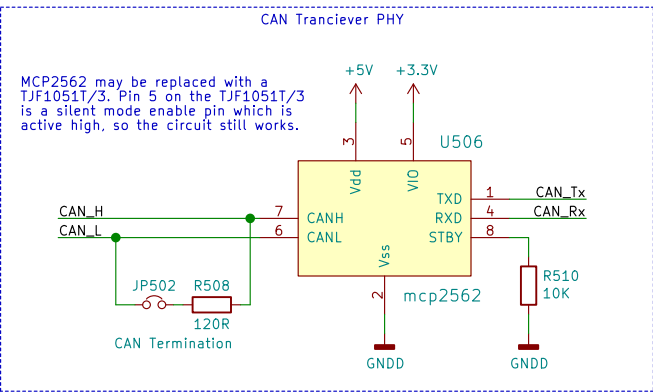 CAN Tranciever PHY
MCP2562 may be replaced with a
TJF1051T/3. Pin 5 on the TJF1051T/3
is a silent mode enable pin which is
active high, so the circuit still works.
+5V
+3.3V
3
5
U506
Vdd
VIO
TXD
1
CAN_Tx
CAN_H
7
CANH
RXD
4
CAN_Rx
CAN_L
6
CANL
STBY
8
Vss
JP502
R508
120R
CAN Termination
2
mcp2562
R510
10K
GNDD
GNDD